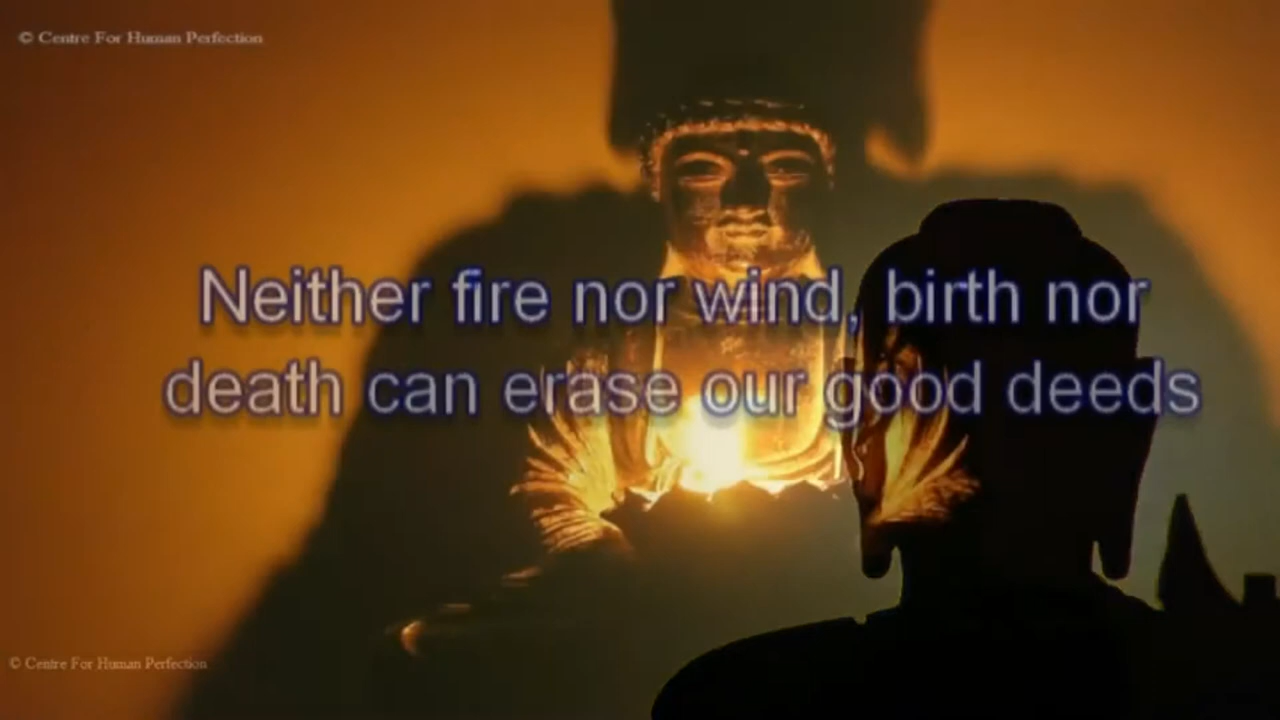 © Centre For Human Perfection
Neither fire nor wind, birth nor
death can erase our good deeds
© Centre For Human Perfection